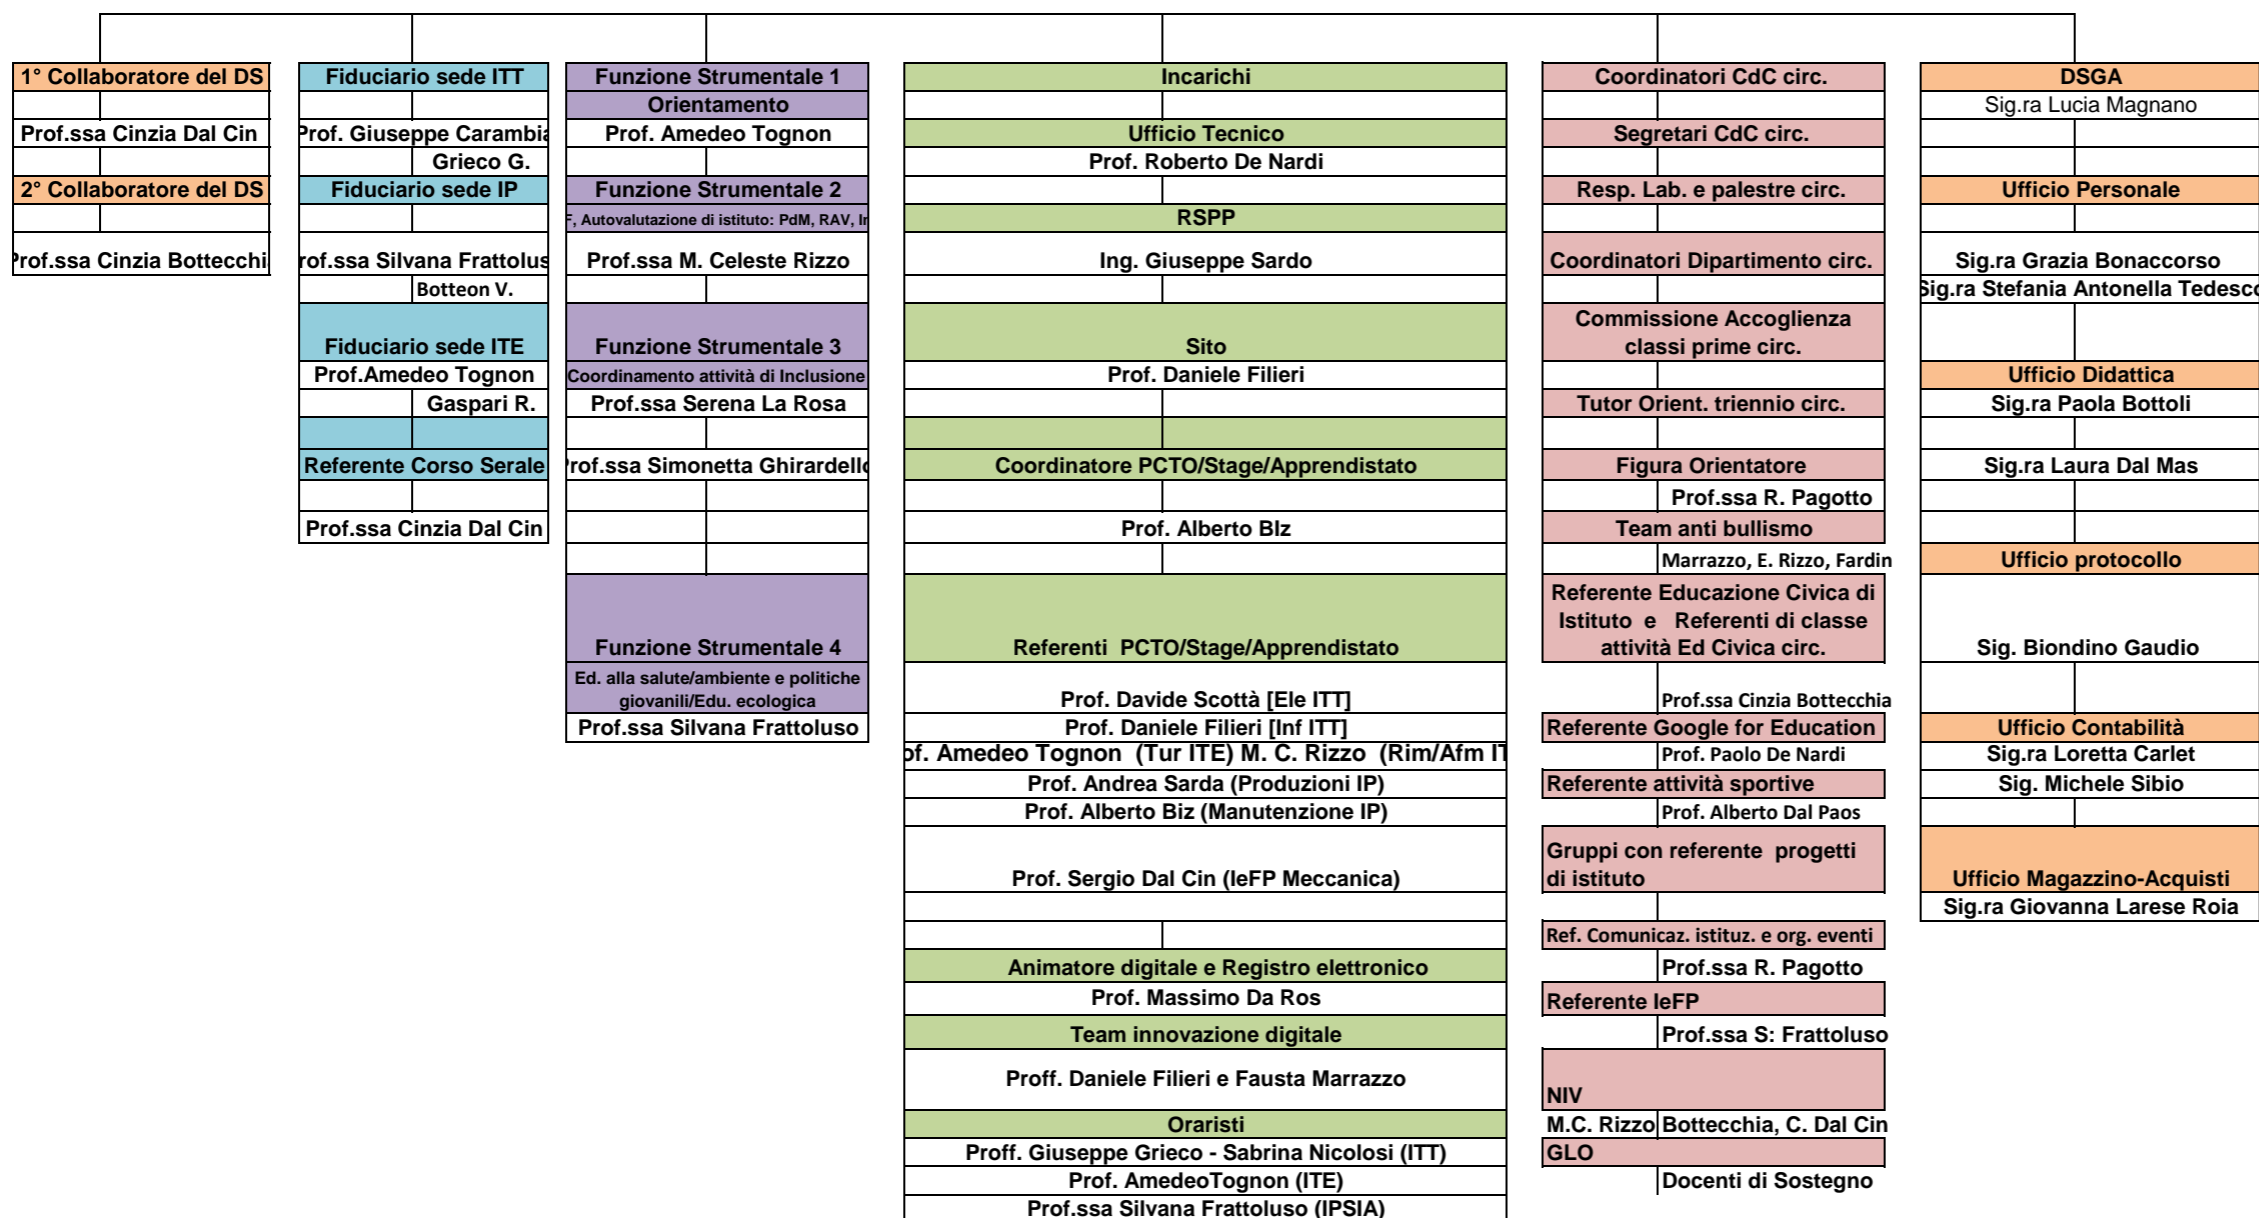 1° Collaboratore del DS
Prof.ssa Cinzia Dal Cin
2° Collaboratore del DS
Prof.ssa Cinzia Bottecchi
Fiduciario sede ITT
Prof. Giuseppe Carambia
Grieco G.
Fiduciario sede IP
rof.ssa Silvana Frattolus
Botteon V.
Fiduciario sede ITE
Prof.Amedeo Tognon
Gaspari R.
Referente Corso Serale
Prof.ssa Cinzia Dal Cin
Funzione Strumentale 1
Orientamento
Prof. Amedeo Tognon
Funzione Strumentale 2
F, Autovalutazione di istituto: PdM, RAV, In
Prof.ssa M. Celeste Rizzo
Funzione Strumentale 3
Coordinamento attività di Inclusione
Prof.ssa Serena La Rosa
Prof.ssa Simonetta Ghirardello
Funzione Strumentale 4
Ed. alla salute/ambiente e politiche
giovanili/Edu. ecologica
Prof.ssa Silvana Frattoluso
Incarichi
Ufficio Tecnico
Prof. Roberto De Nardi
RSPP
Ing. Giuseppe Sardo
Sito
Prof. Daniele Filieri
Coordinatore PCTO/Stage/Apprendistato
Prof. Alberto BIz
Referenti PCTO/Stage/Apprendistato
Prof. Davide Scottà [Ele ITT]
Prof. Daniele Filieri [Inf ITT]
of. Amedeo Tognon (Tur ITE) M. C. Rizzo (Rim/Afm IT
Prof. Andrea Sarda (Produzioni IP)
Prof. Alberto Biz (Manutenzione IP)
Prof. Sergio Dal Cin (IeFP Meccanica)
Animatore digitale e Registro elettronico
Prof. Massimo Da Ros
Team innovazione digitale
Proff. Daniele Filieri e Fausta Marrazzo
Oraristi
Proff. Giuseppe Grieco - Sabrina Nicolosi (ITT)
Prof. AmedeoTognon (ITE)
Prof.ssa Silvana Frattoluso (IPSIA)
Coordinatori CdC circ.
Segretari CdC circ.
Resp. Lab. e palestre circ.
Coordinatori Dipartimento circ.
Commissione Accoglienza
classi prime circ.
Tutor Orient. triennio circ.
Figura Orientatore
Prof.ssa R. Pagotto
Team anti bullismo
Marrazzo, E. Rizzo, Fardin
Referente Educazione Civica di
Istituto e Referenti di classe
attività Ed Civica circ.
Prof.ssa Cinzia Bottecchia
Referente Google for Education
Prof. Paolo De Nardi
Referente attività sportive
Prof. Alberto Dal Paos
Gruppi con referente progetti
di istituto
Ref. Comunicaz. istituz. e org. eventi
Prof.ssa R. Pagotto
Referente IeFP
Prof.ssa S: Frattoluso
NIV
M.C. Rizzo Bottecchia, C. Dal Cin
GLO
Docenti di Sostegno
DSGA
Sig.ra Lucia Magnano
Ufficio Personale
Sig.ra Grazia Bonaccorso
Sig.ra Stefania Antonella Tedesco
Ufficio Didattica
Sig.ra Paola Bottoli
Sig.ra Laura Dal Mas
Ufficio protocollo
Sig. Biondino Gaudio
Ufficio Contabilità
Sig.ra Loretta Carlet
Sig. Michele Sibio
Ufficio Magazzino-Acquisti
Sig.ra Giovanna Larese Roia